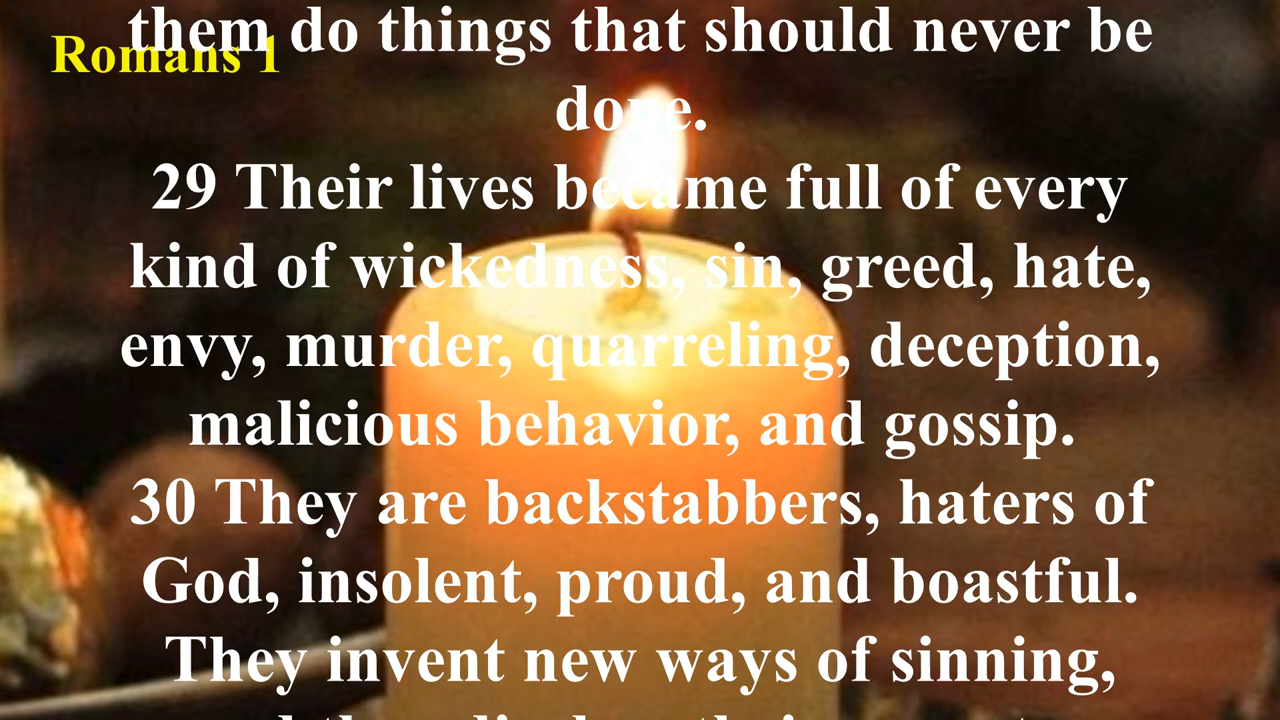 them do things that should never be
Romans 1
done.
29 Their lives became full of every
kind of wickedness, sin, greed, hate,
envy, murder, quarreling, deception,
malicious behavior, and gossip.
30 They are backstabbers, haters of
God, insolent, proud, and boastful.
They invent new ways of sinning,